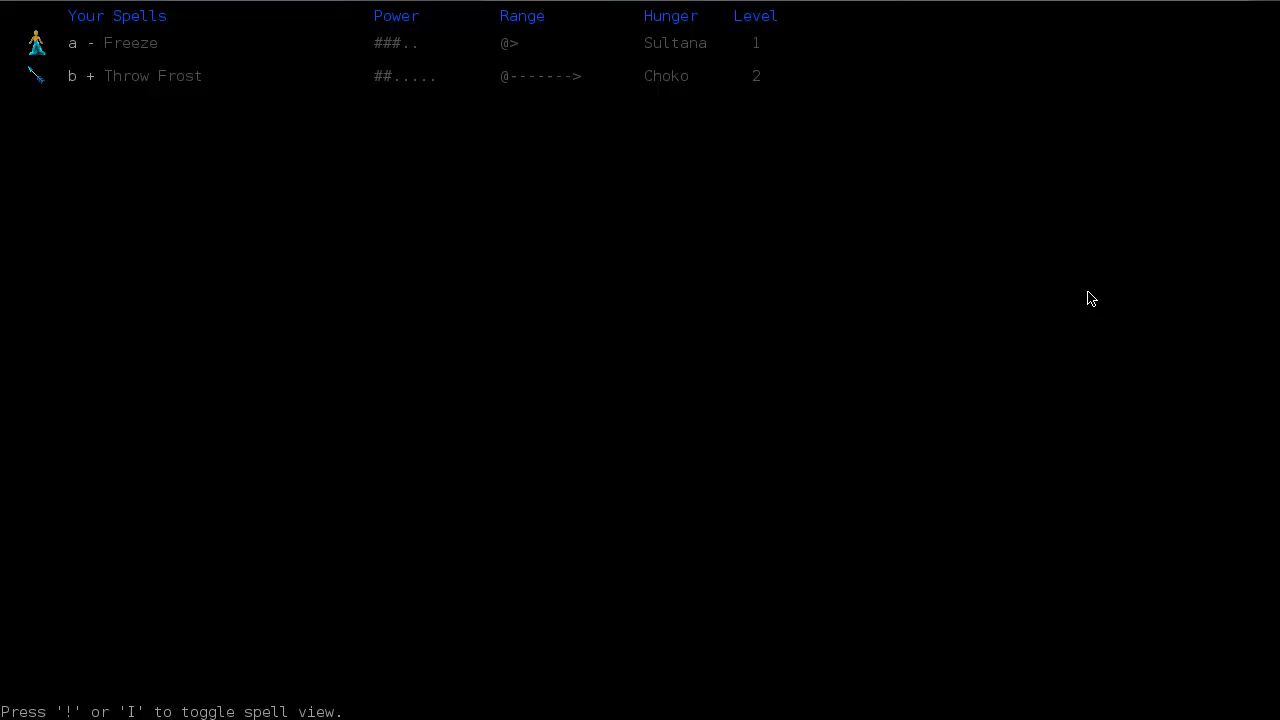 Your Spells Power Range Hunger Level
a - Freeze ###.. @> Sultana 1
b + Throw Frost ##..... @-------> Choko 2
Press '!' or 'I' to toggle spell view.